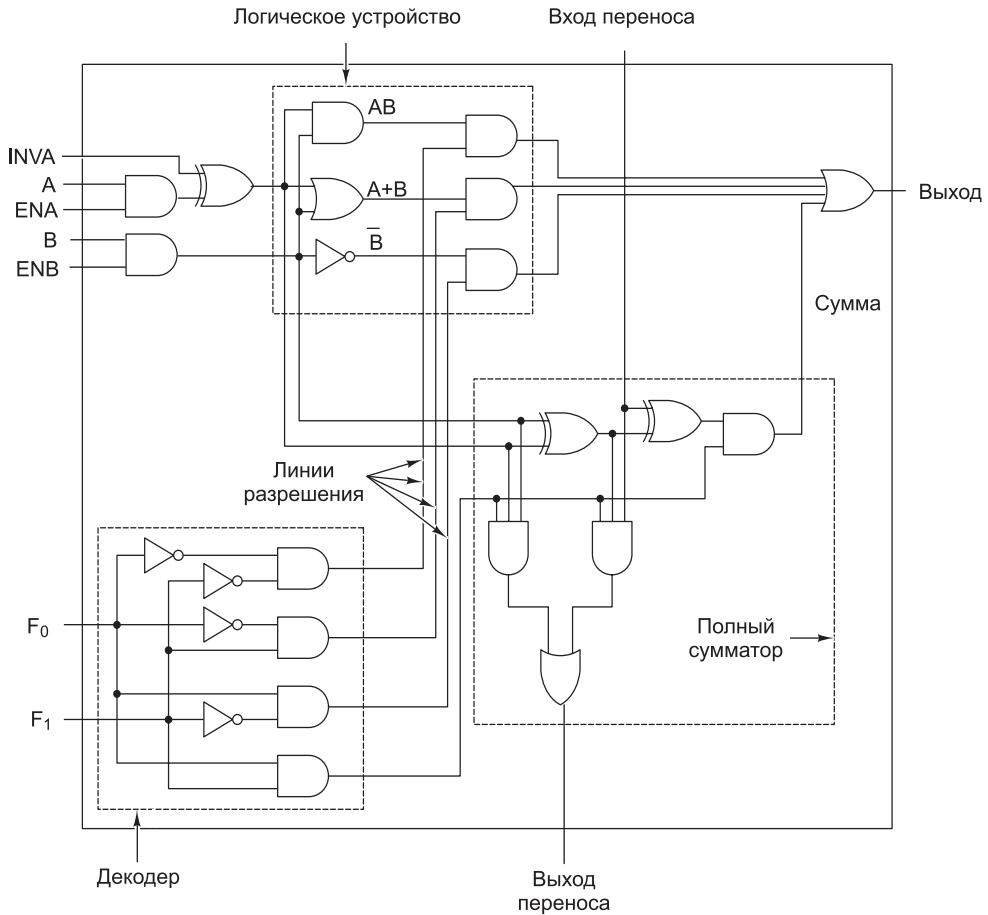 Логическое устройство
Вход переноса
INVA
A
ENA
B
ENB
AB
A+B
B̅
Выход
Сумма
Линии
разрешения
F₀
F₁
Полный
сумматор
Декодер
Выход
переноса